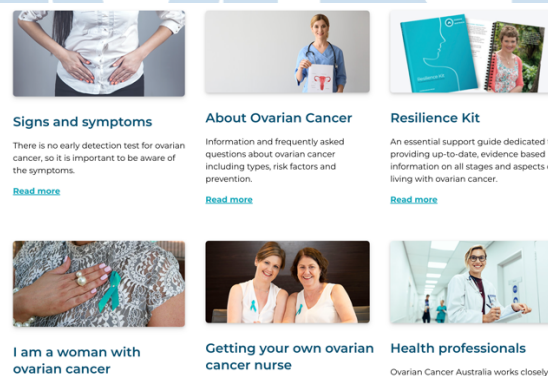 Signs and symptoms
There is no early detection test for ovarian
cancer, so it is important to be aware of
the symptoms.
Read more
About Ovarian Cancer
Information and frequently asked
questions about ovarian cancer
including types, risk factors and
prevention.
Read more
Resilience Kit
Resilience Kit
An essential support guide dedicated
providing up-to-date, evidence based
information on all stages and aspects
living with ovarian cancer.
Read more
I am a woman with
ovarian cancer
Getting your own ovarian
cancer nurse
Health professionals
Ovarian Cancer Australia works closely